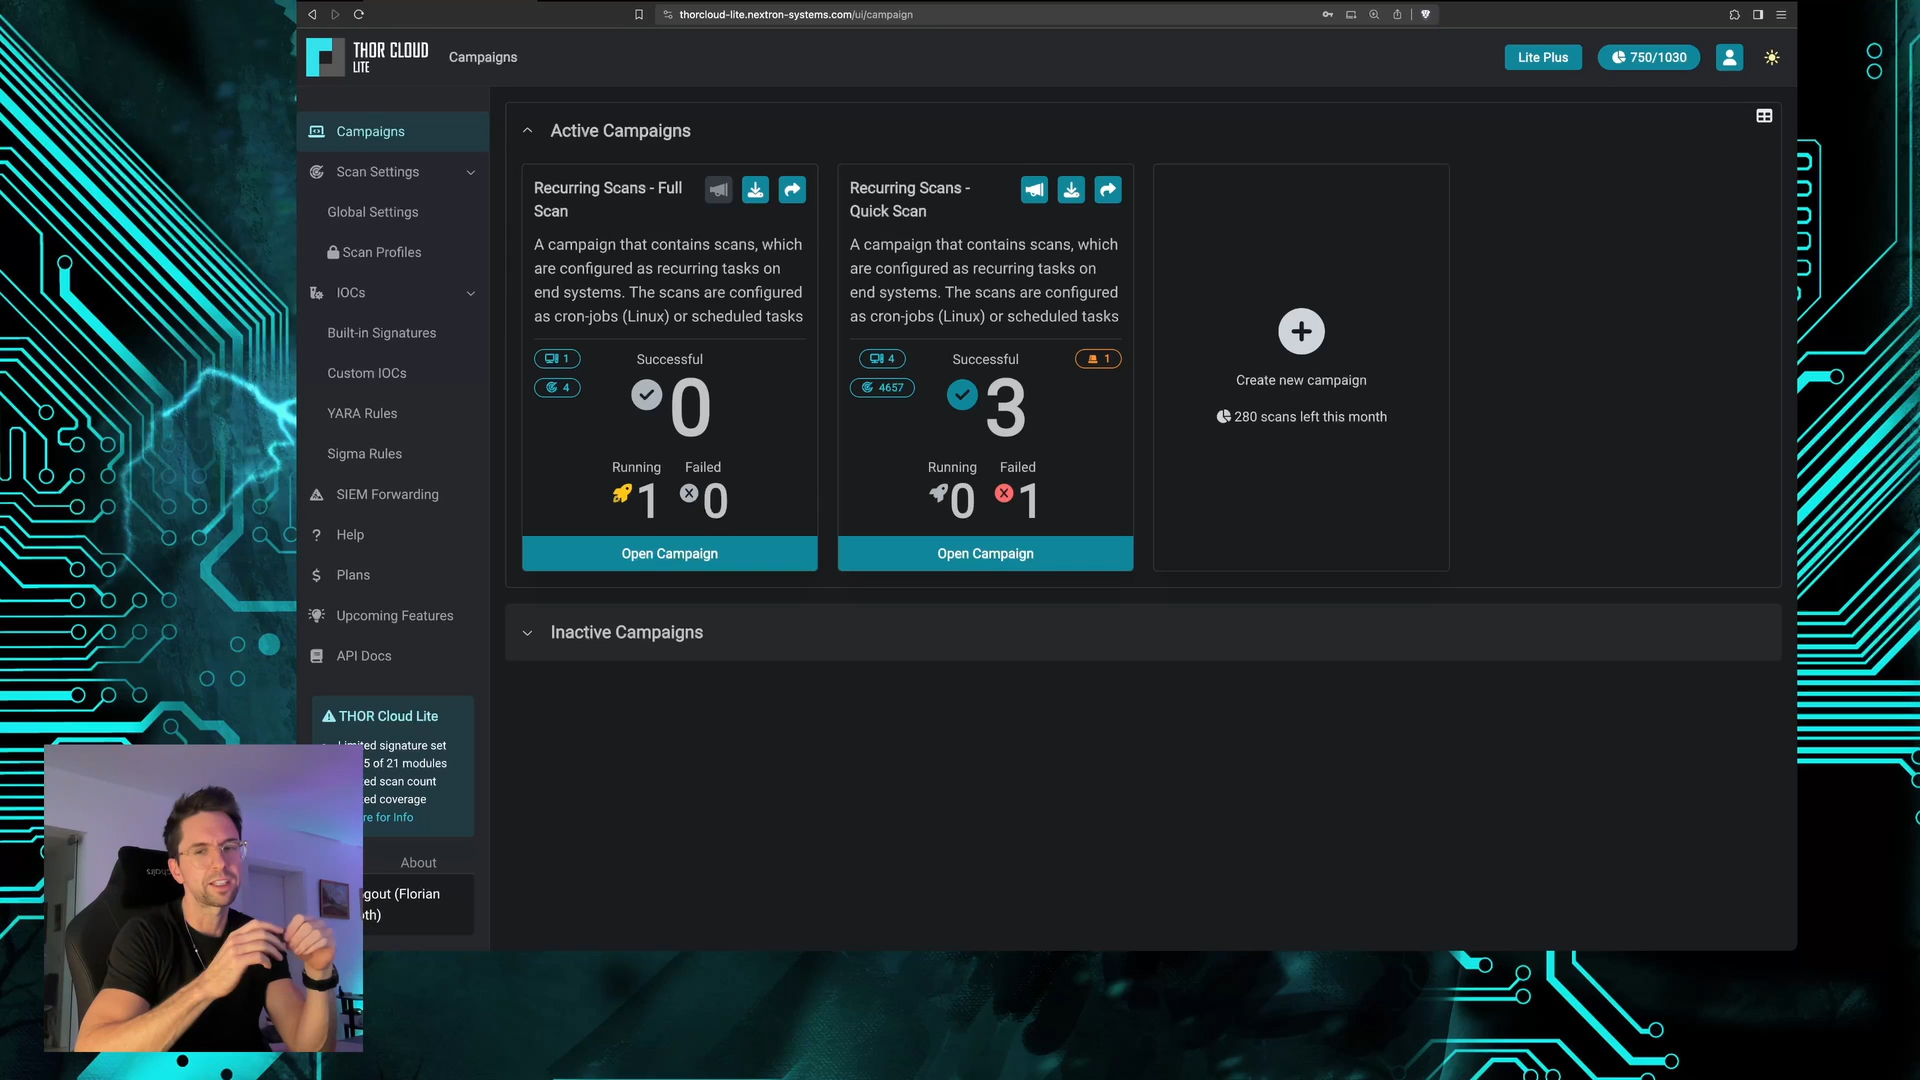 thorcloud-lite.nextron-systems.com/ui/campaign
THOR CLOUD
LITE
Campaigns
Lite Plus
750/1030
Campaigns
Scan Settings
Global Settings
Scan Profiles
IOCs
Built-in Signatures
Custom IOCs
YARA Rules
Sigma Rules
SIEM Forwarding
? Help
$ Plans
Upcoming Features
API Docs
THOR Cloud Lite
Limited signature set
5 of 21 modules
ed scan count
ed coverage
re for Info
About
gout (Florian
th)
Active Campaigns
Recurring Scans - Full
Scan
A campaign that contains scans, which
are configured as recurring tasks on
end systems. The scans are configured
as cron-jobs (Linux) or scheduled tasks
1
4
Successful
0
Running
Failed
1
0
Open Campaign
Recurring Scans -
Quick Scan
A campaign that contains scans, which
are configured as recurring tasks on
end systems. The scans are configured
as cron-jobs (Linux) or scheduled tasks
4
4657
Successful
1
3
Running
Failed
0
1
Open Campaign
Create new campaign
280 scans left this month
Inactive Campaigns